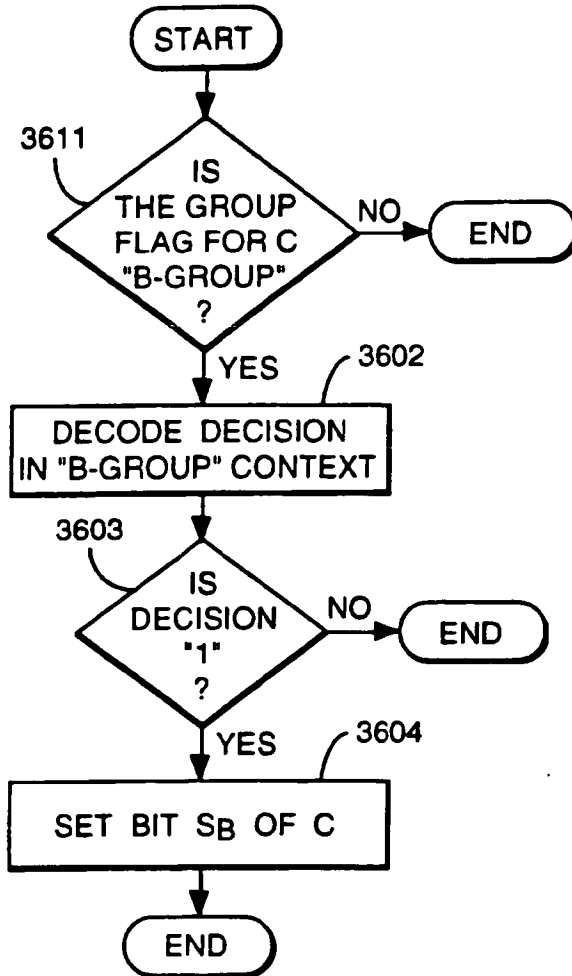 START
3611
IS
THE GROUP
FLAG FOR C
"B-GROUP"
?
NO
END
YES
3602
DECODE DECISION
IN "B-GROUP" CONTEXT
3603
IS
DECISION
"1"
?
NO
END
YES
3604
SET BIT SB OF C
END